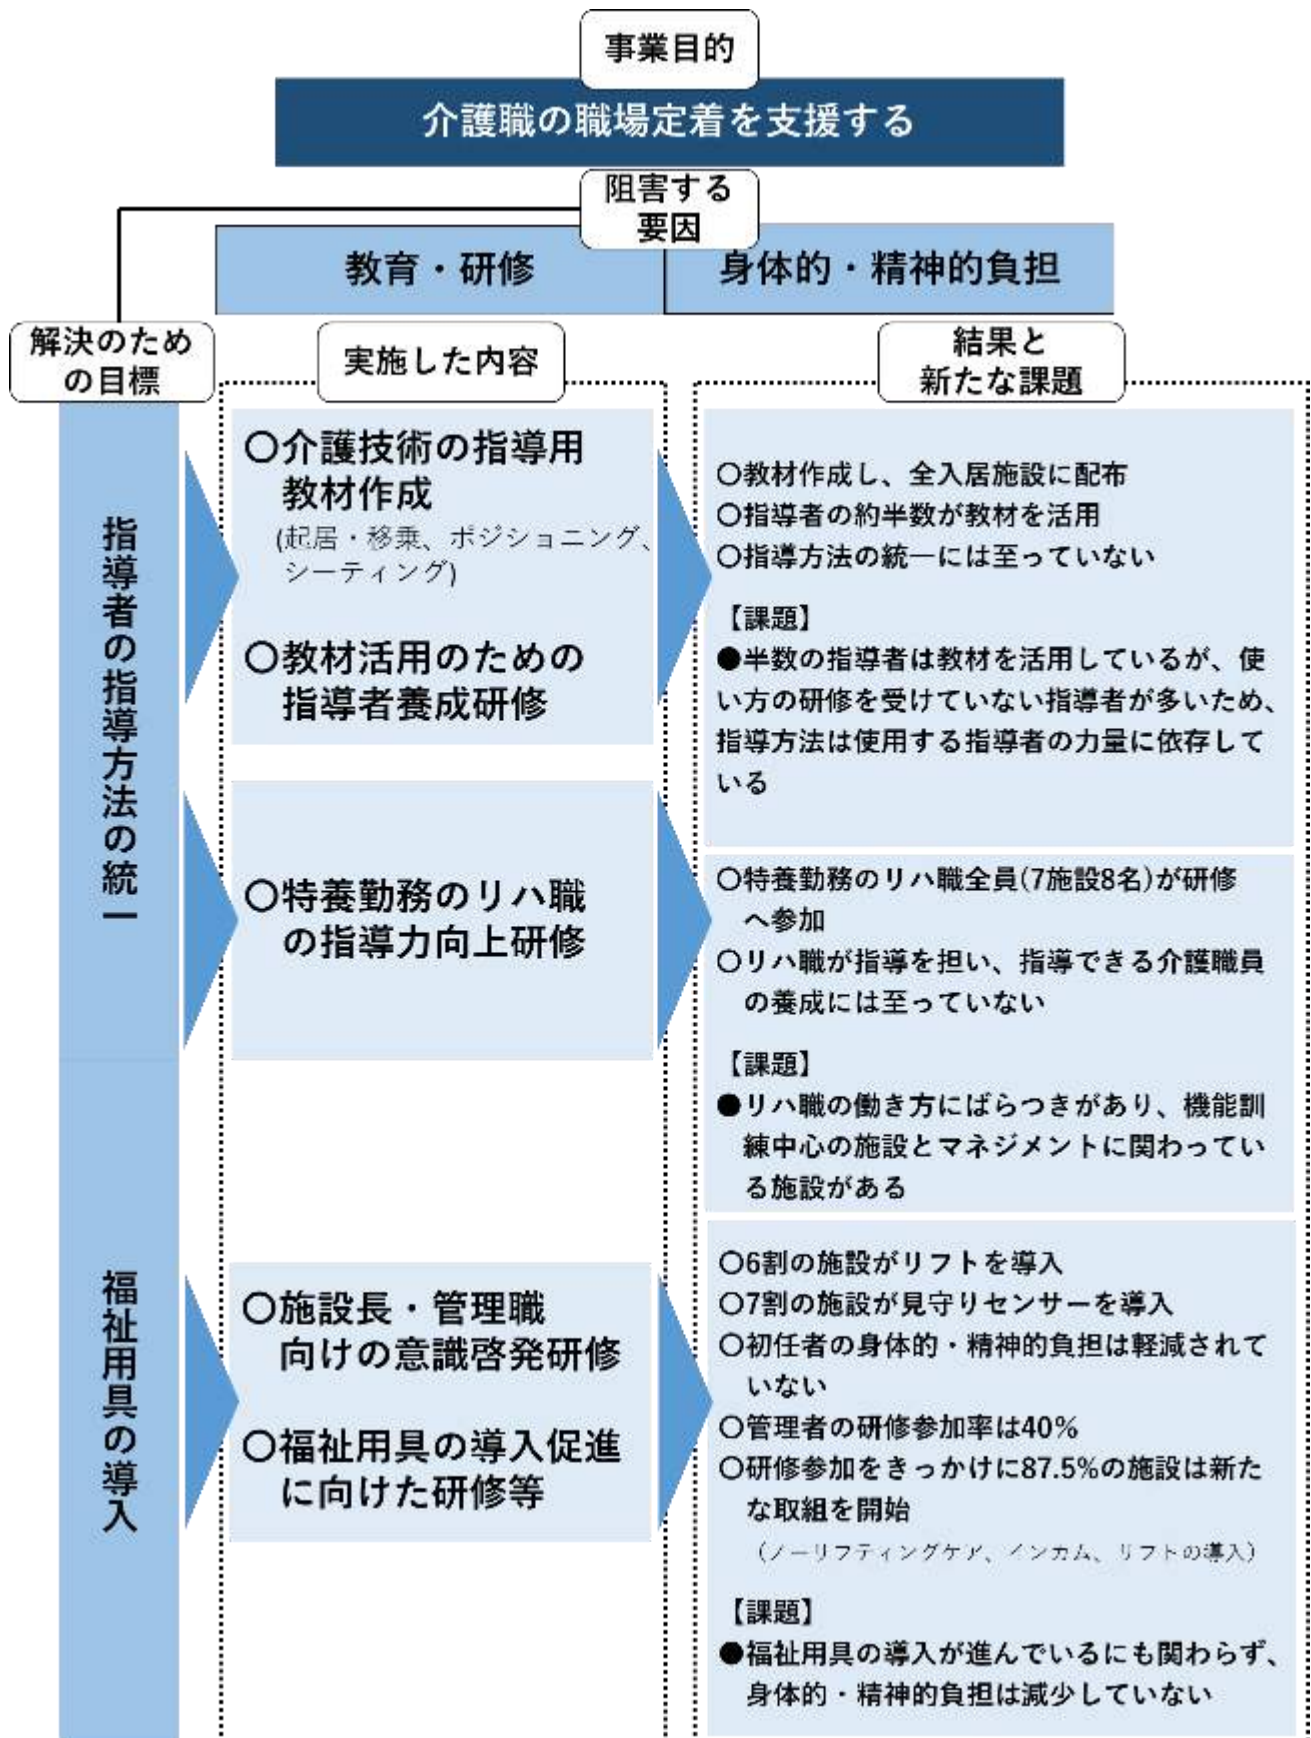 事業目的
介護職の職場定着を支援する
阻害する
要因
教育・研修
身体的・精神的負担
解決のため
の目標
実施した内容
結果と
新たな課題
指導者の指導方法の統一
〇介護技術の指導用
教材作成
(起居・移乗、ポジショニング、
シーティング)
〇教材活用のための
指導者養成研修
〇教材作成し、全入居施設に配布
〇指導者の約半数が教材を活用
〇指導方法の統一には至っていない
【課題】
●半数の指導者は教材を活用しているが、使
い方の研修を受けていない指導者が多いため、
指導方法は使用する指導者の力量に依存して
いる
〇特養勤務のリハ職
の指導力向上研修
〇特養勤務のリハ職全員(7施設8名)が研修
へ参加
〇リハ職が指導を担い、指導できる介護職員
の養成には至っていない
【課題】
●リハ職の働き方にばらつきがあり、機能訓
練中心の施設とマネジメントに関わってい
る施設がある
福祉用具の導入
〇施設長・管理職
向けの意識啓発研修
〇福祉用具の導入促進
に向けた研修等
〇6割の施設がリフトを導入
〇7割の施設が見守りセンサーを導入
〇初任者の身体的・精神的負担は軽減されて
いない
〇管理者の研修参加率は40%
〇研修参加をきっかけに87.5%の施設は新た
な取組を開始
（ノーリフティングケア、インカム、リフトの導入）
【課題】
●福祉用具の導入が進んでいるにも関わらず、
身体的・精神的負担は減少していない